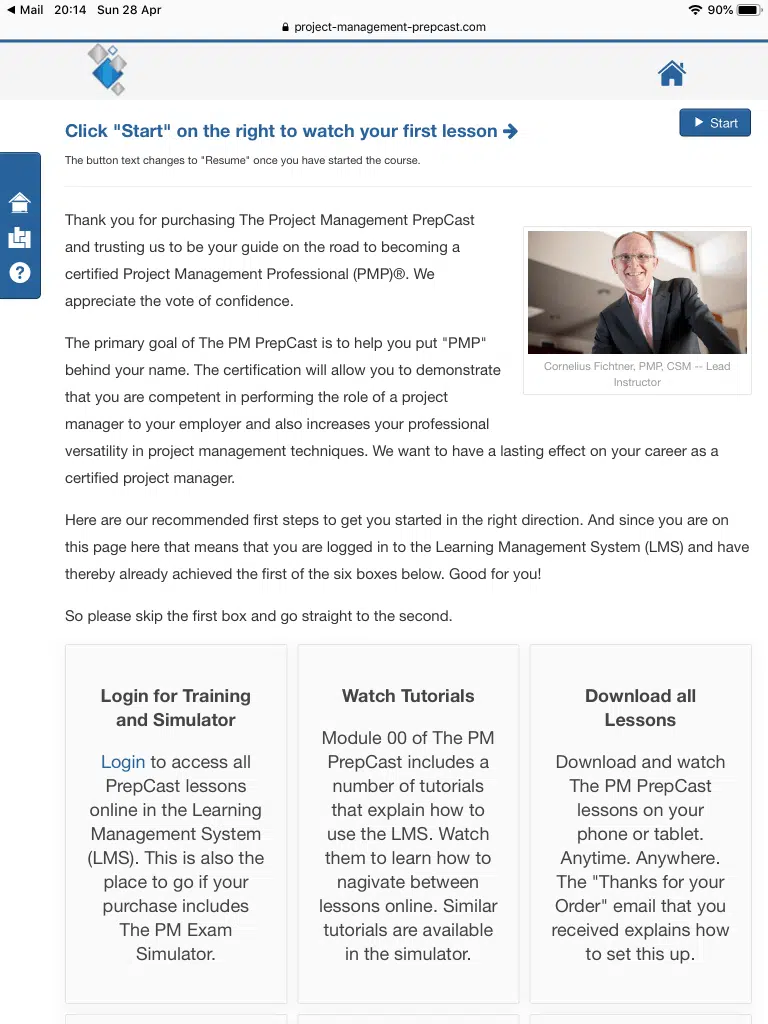 Mail 20:14 Sun 28 Apr 90%
project-management-prepcast.com
Click "Start" on the right to watch your first lesson
Start
The button text changes to "Resume" once you have started the course.
Thank you for purchasing The Project Management PrepCast
and trusting us to be your guide on the road to becoming a
certified Project Management Professional (PMP)®. We
appreciate the vote of confidence.
Cornelius Fichtner, PMP, CSM -- Lead
Instructor
The primary goal of The PM PrepCast is to help you put "PMP"
behind your name. The certification will allow you to demonstrate
that you are competent in performing the role of a project
manager to your employer and also increases your professional
versatility in project management techniques. We want to have a lasting effect on your career as a
certified project manager.
Here are our recommended first steps to get you started in the right direction. And since you are on
this page here that means that you are logged in to the Learning Management System (LMS) and have
thereby already achieved the first of the six boxes below. Good for you!
So please skip the first box and go straight to the second.
Login for Training
and Simulator
Login to access all
PrepCast lessons
online in the Learning
Management System
(LMS). This is also the
place to go if your
purchase includes
The PM Exam
Simulator.
Watch Tutorials
Module 00 of The PM
PrepCast includes a
number of tutorials
that explain how to
use the LMS. Watch
them to learn how to
nagivate between
lessons online. Similar
tutorials are available
in the simulator.
Download all
Lessons
Download and watch
The PM PrepCast
lessons on your
phone or tablet.
Anytime. Anywhere.
The "Thanks for your
Order" email that you
received explains how
to set this up.